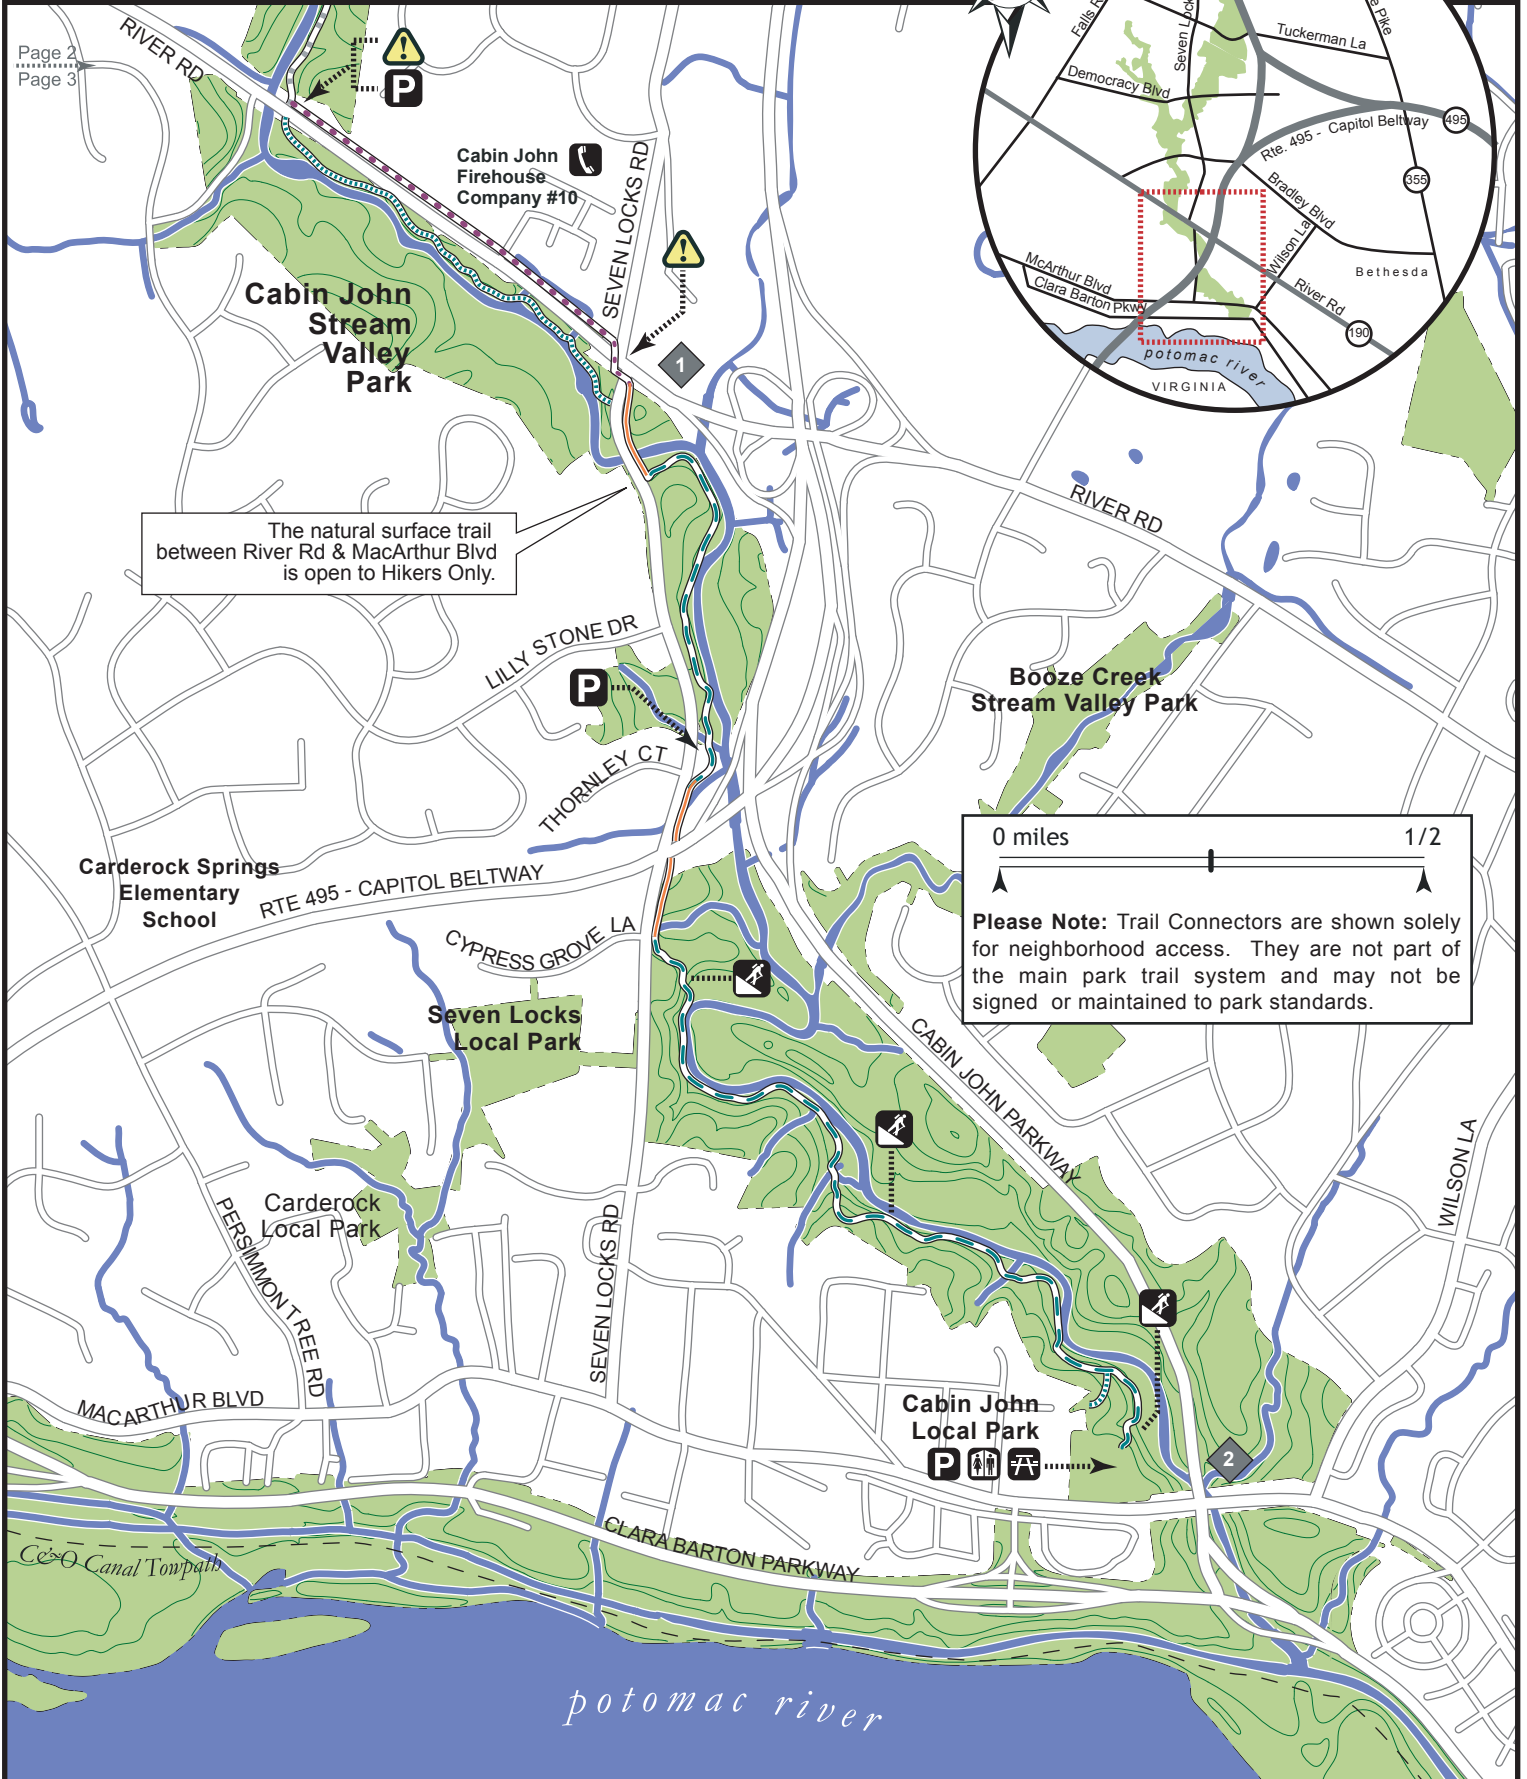 Page 2
Page 3
RIVER RD
P
Cabin John
Firehouse
Company #10
SEVEN LOCKS RD
Cabin John
Stream
Valley
Park
1
The natural surface trail
between River Rd & MacArthur Blvd
is open to Hikers Only.
Seven Lock
Tuckerman La
e Pike
Falls R
Democracy Blvd
Rte. 495 - Capitol Beltway
495
355
Bradley Blvd
Wilson La
Bethesda
McArthur Blvd
Clara Barton Pkwy
River Rd
190
potomac river
VIRGINIA
RIVER RD
LILLY STONE DR
P
THORNLEY CT
Booze Creek
Stream Valley Park
0 miles
1/2
Please Note: Trail Connectors are shown solely
for neighborhood access. They are not part of
the main park trail system and may not be
signed or maintained to park standards.
Carderock Springs
Elementary
School
RTE 495 - CAPITOL BELTWAY
CYPRESS GROVE LA
Seven Locks
Local Park
CABIN JOHN PARKWAY
WILSON LA
Carderock
Local Park
PERSIMMON TREE RD
SEVEN LOCKS RD
MACARTHUR BLVD
Cabin John
Local Park
P
2
CLARA BARTON PARKWAY
C&O Canal Towpath
potomac river